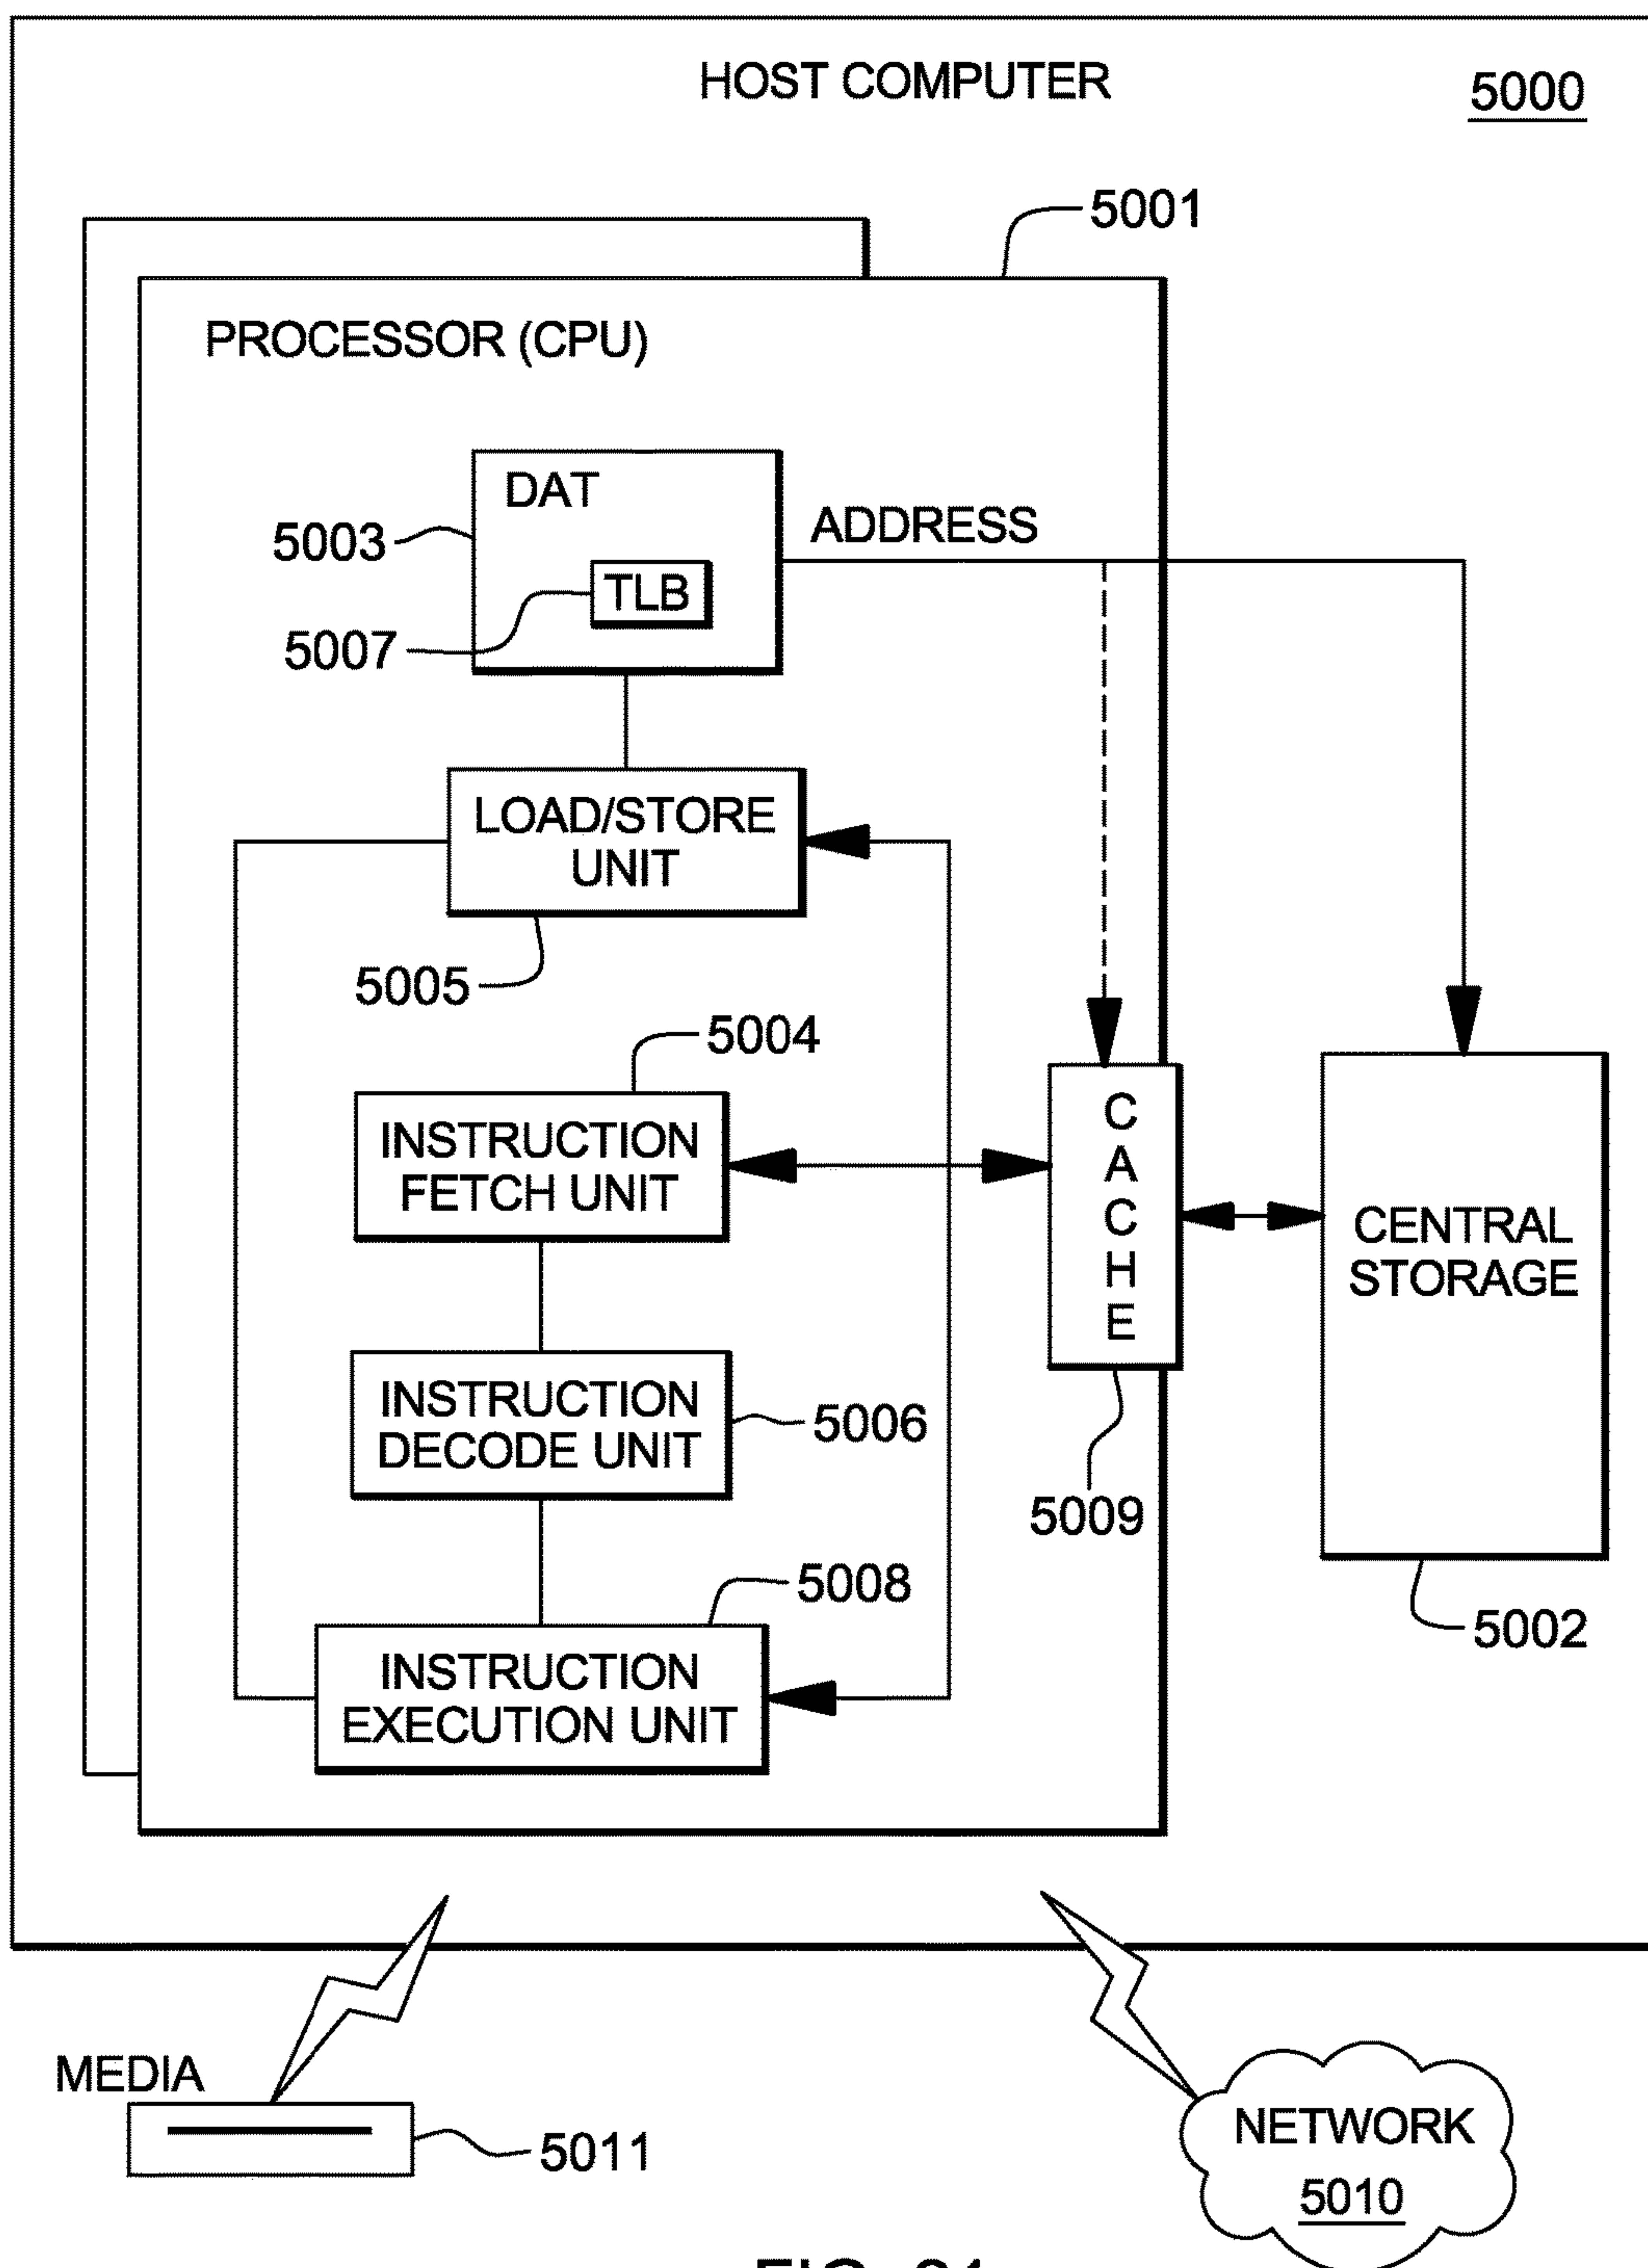 HOST COMPUTER
5000
5001
PROCESSOR (CPU)
DAT
ADDRESS
5003
TLB
5007
LOAD/STORE
UNIT
5005
5004
INSTRUCTION
FETCH UNIT
CACHE
CENTRAL
STORAGE
INSTRUCTION
DECODE UNIT
5006
5009
5008
5002
INSTRUCTION
EXECUTION UNIT
MEDIA
5011
NETWORK
5010